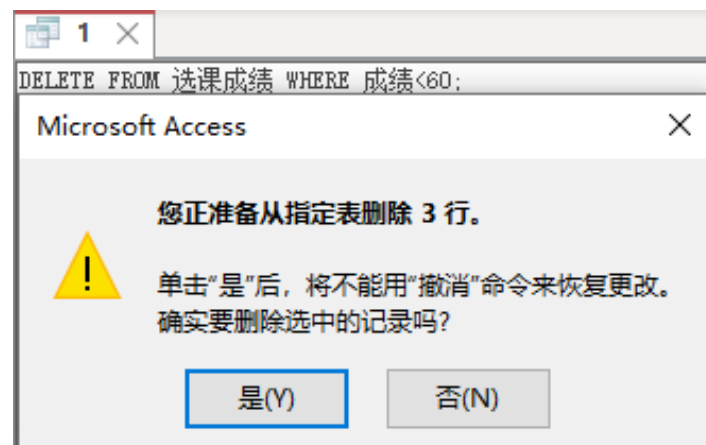 1
DELETE FROM 选课成绩 WHERE 成绩<60;
Microsoft Access
您正准备从指定表删除 3 行。
单击“是”后，将不能用“撤消”命令来恢复更改。
确实要删除选中的记录吗?
是(Y) 否(N)